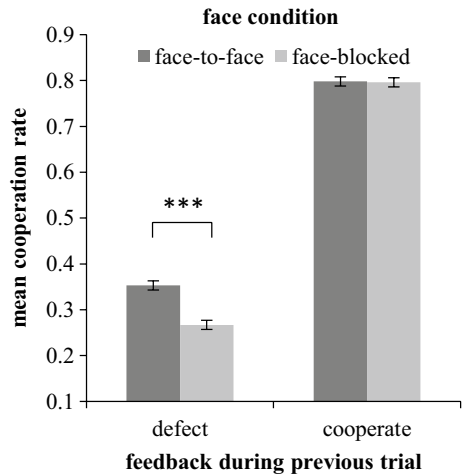 face condition
face-to-face face-blocked
0.9
0.8
0.7
0.6
0.5
0.4
0.3
0.2
0.1
mean cooperation rate
***
defect cooperate
feedback during previous trial